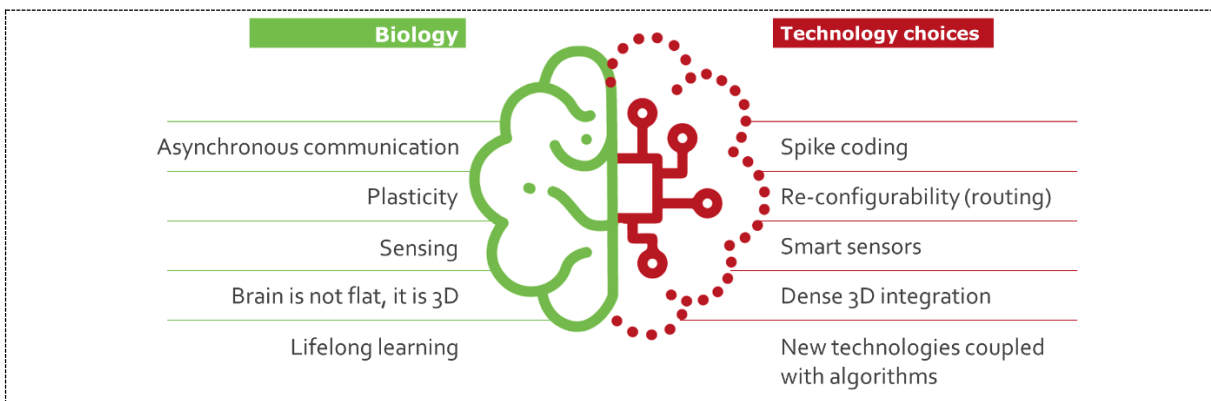 Biology
Technology choices
Asynchronous communication
Spike coding
Plasticity
Re-configurability (routing)
Sensing
Smart sensors
Brain is not flat, it is 3D
Dense 3D integration
Lifelong learning
New technologies coupled
with algorithms